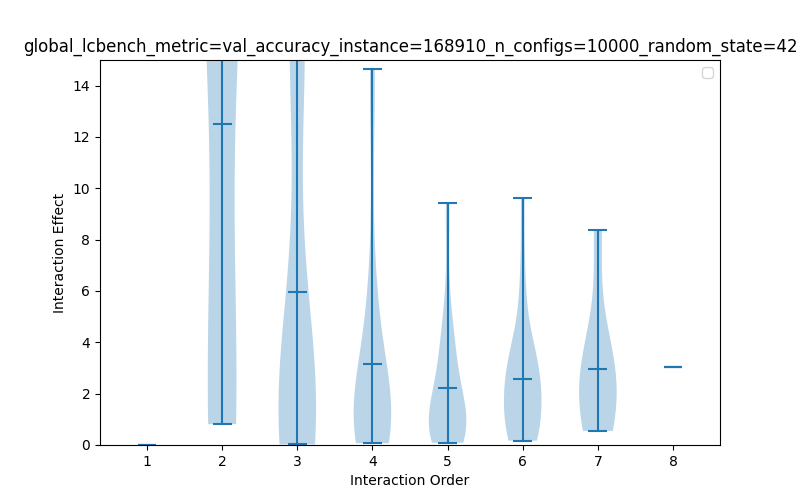 global_lcbench_metric=val_accuracy_instance=168910_n_configs=10000_random_state=42
14
12
10
8
6
4
2
0
Interaction Effect
1 2 3 4 5 6 7 8
Interaction Order